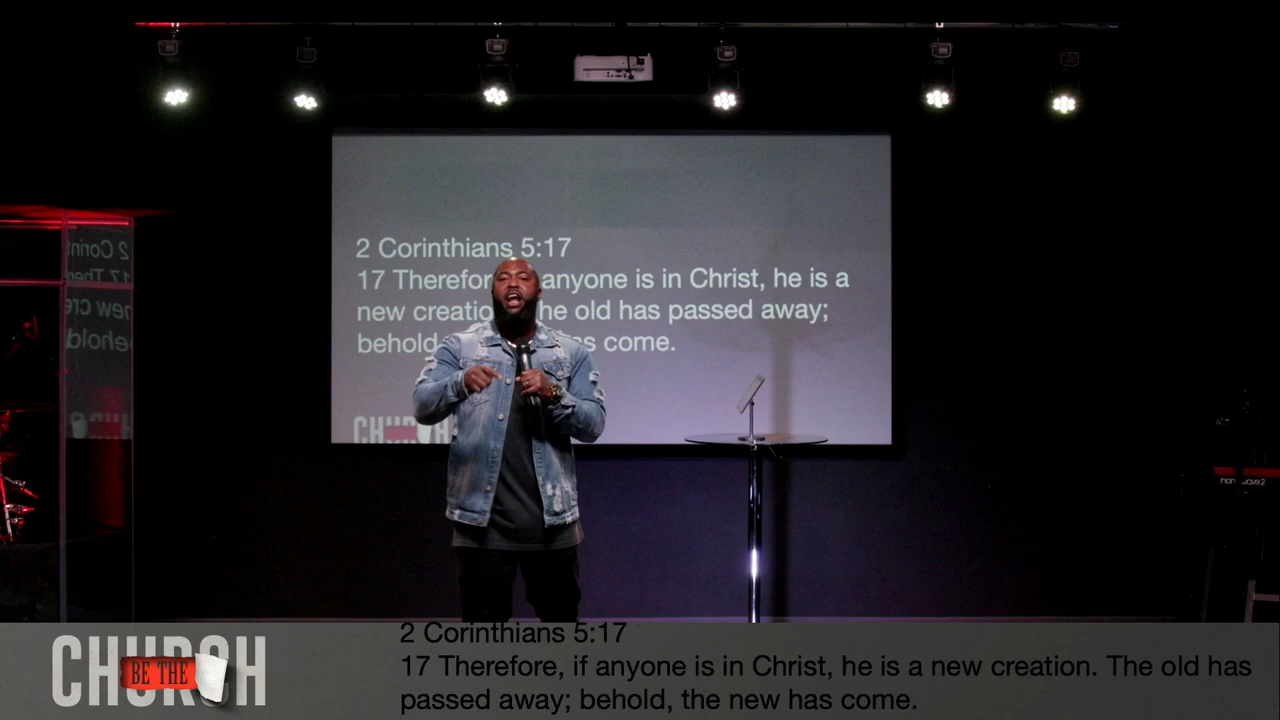 2 Corinthians 5:17
17 Therefor anyone is in Christ, he is a
new creatio he old has passed away;
behold s come.
CHURCH
2 Corinthians 5:17
17 Therefore, if anyone is in Christ, he is a new creation. The old has
passed away; behold, the new has come.
CHURCH
BE THE